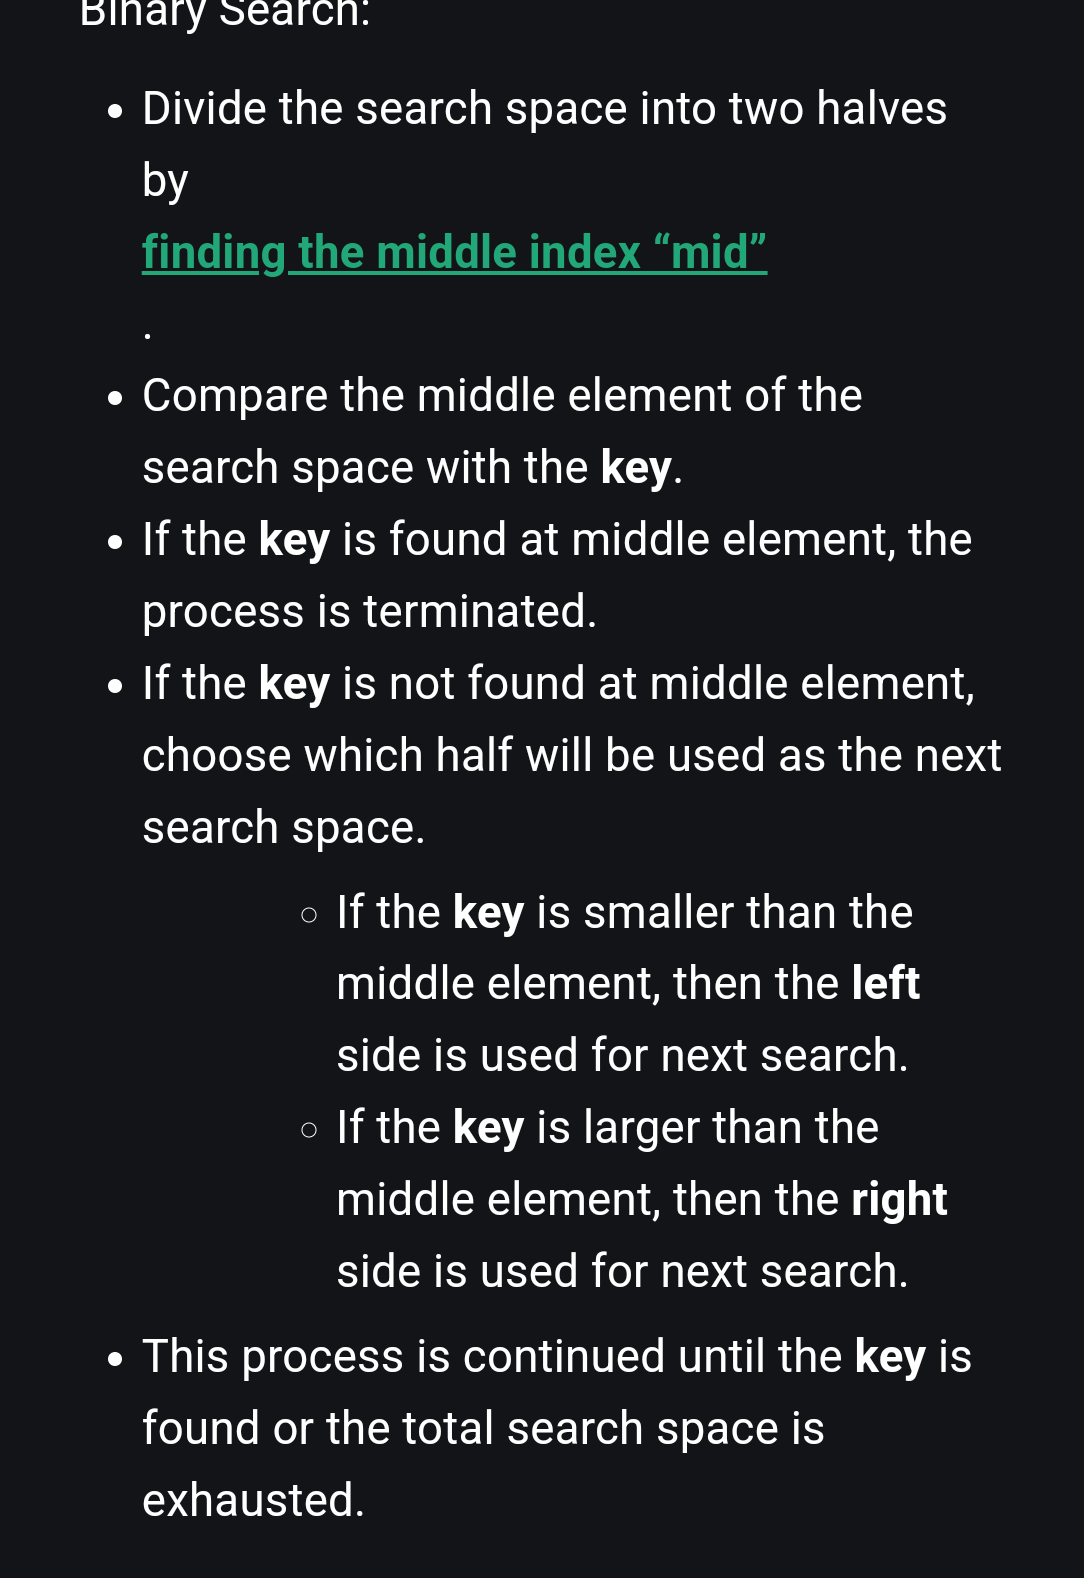 Binary Search:
Divide the search space into two halves
by
finding the middle index “mid”
.
Compare the middle element of the
search space with the key.
If the key is found at middle element, the
process is terminated.
If the key is not found at middle element,
choose which half will be used as the next
search space.
If the key is smaller than the
middle element, then the left
side is used for next search.
If the key is larger than the
middle element, then the right
side is used for next search.
This process is continued until the key is
found or the total search space is
exhausted.